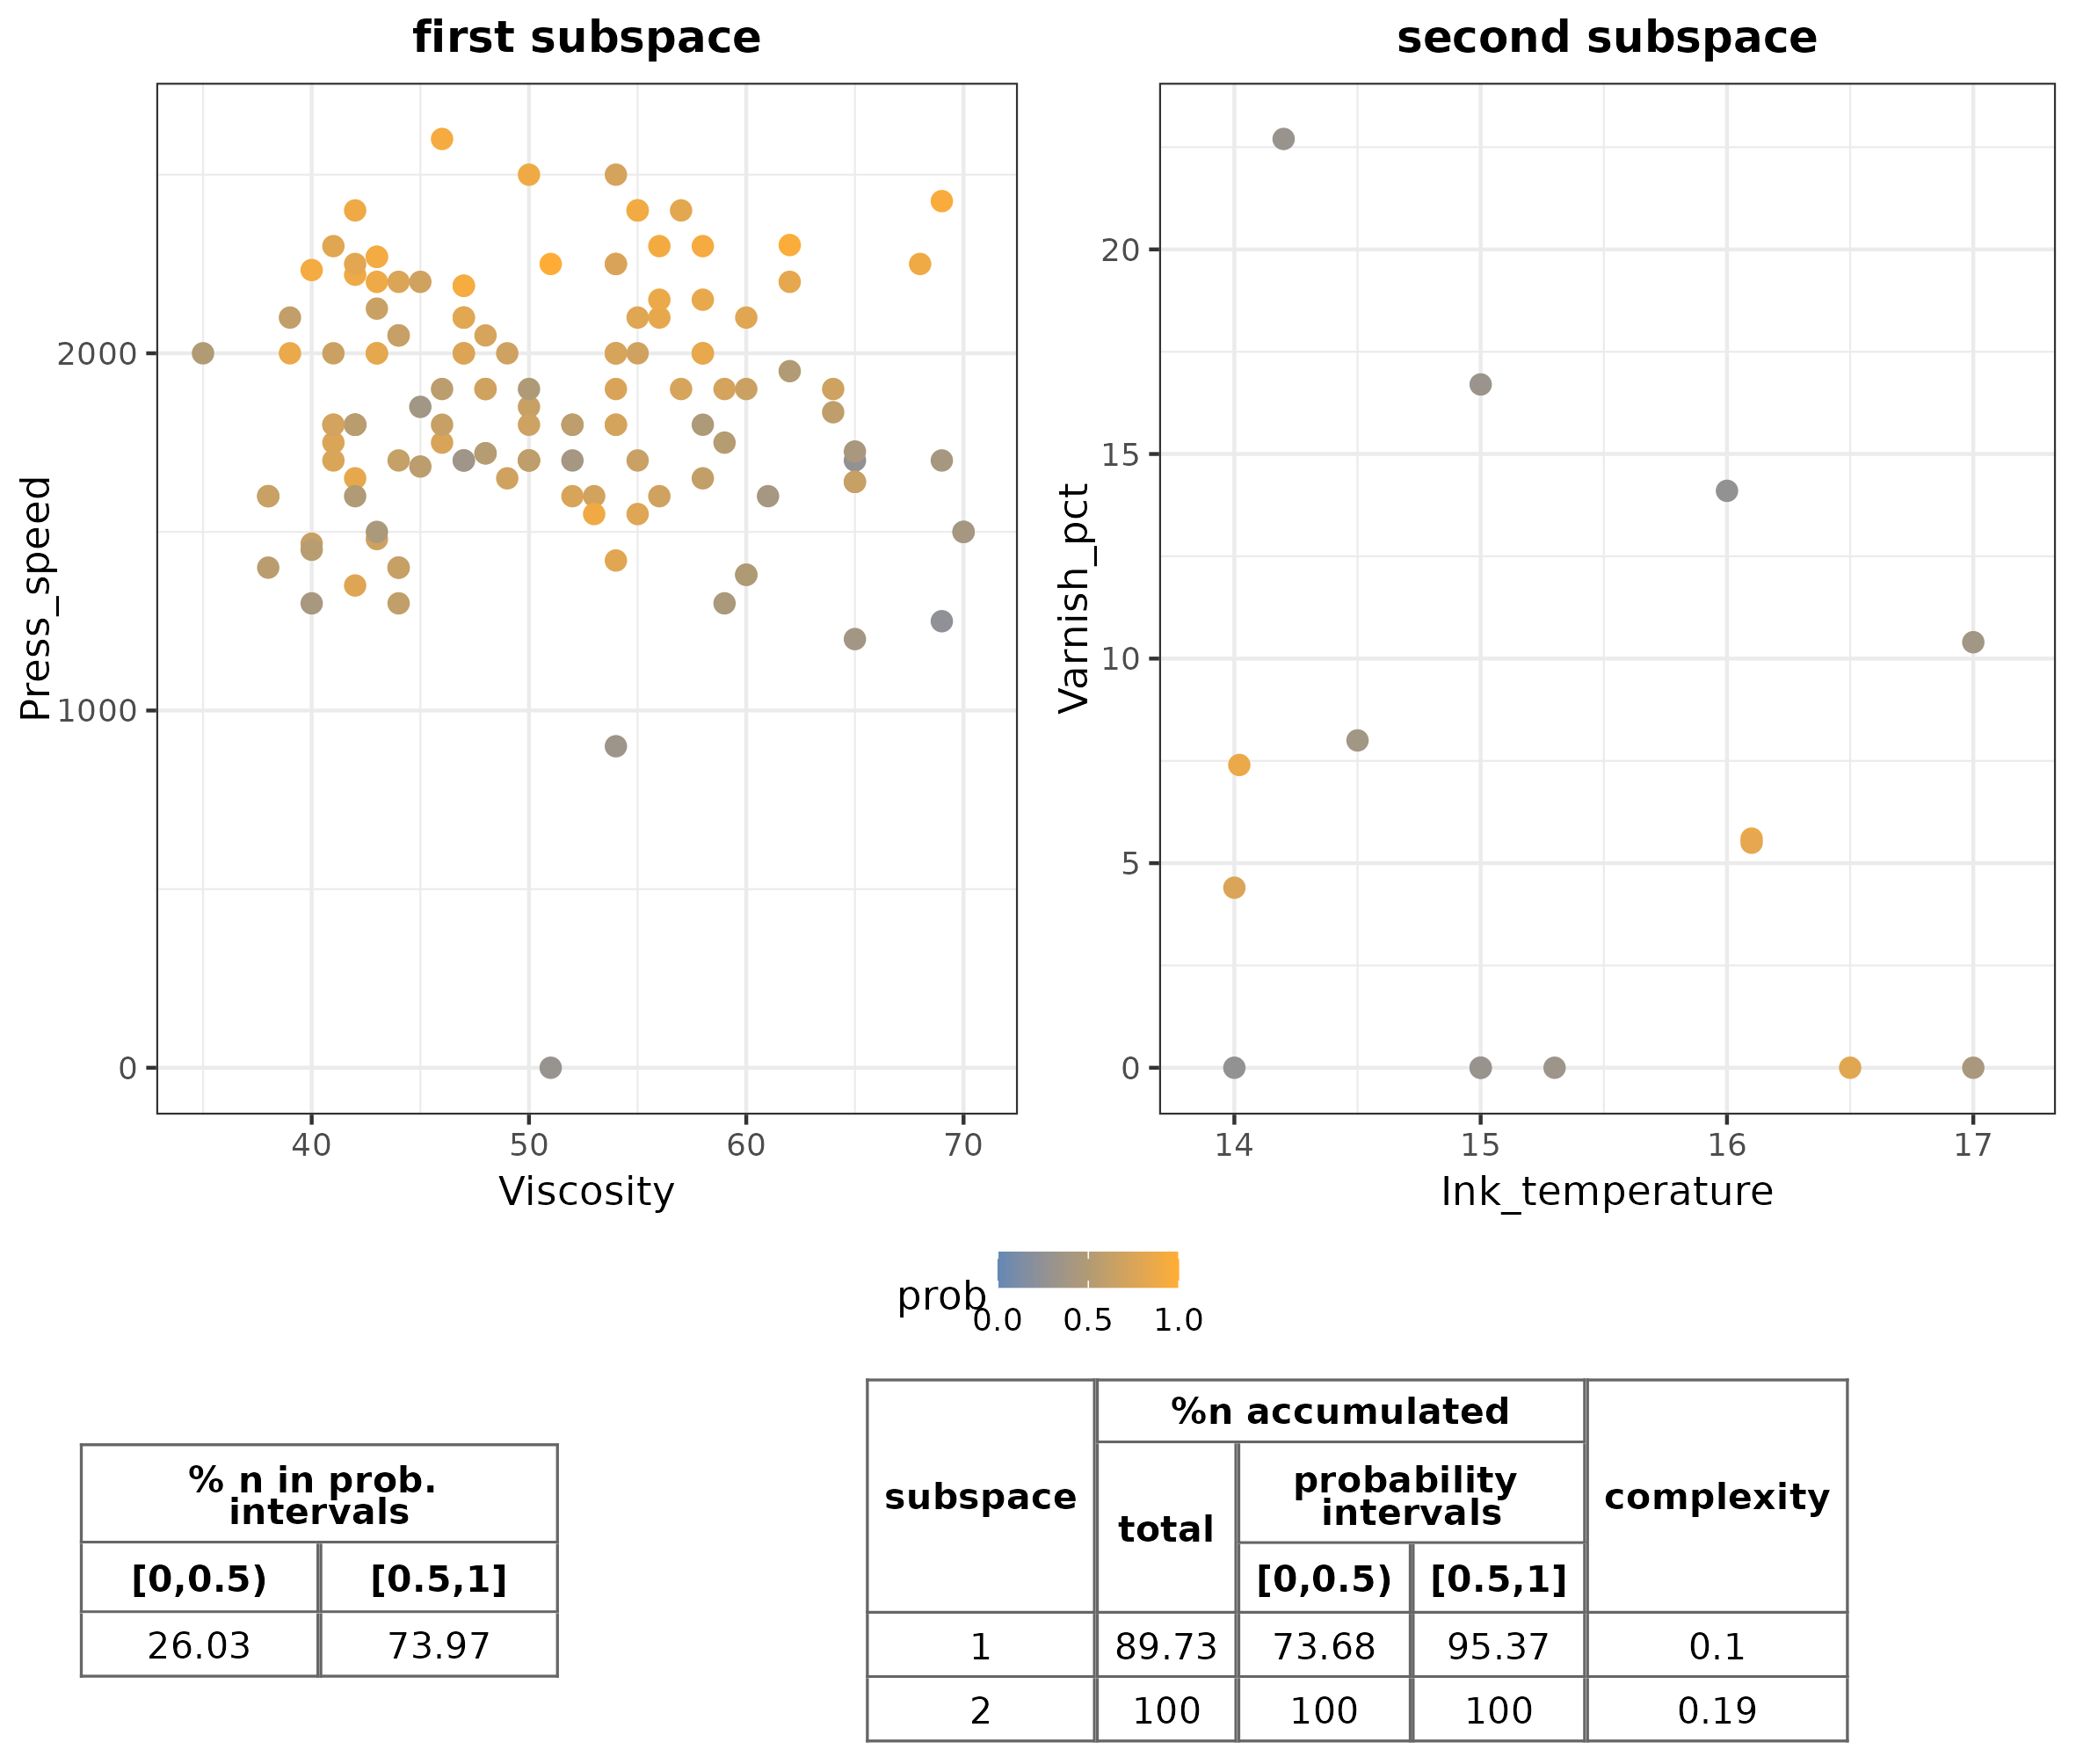 first subspace
second subspace
Press_speed
2000
1000
0
40 50 60 70
Viscosity
Varnish_pct
20
15
10
5
0
14 15 16 17
Ink_temperature
prob
0.0 0.5 1.0
% n in prob.
intervals
[0,0.5) [0.5,1]
26.03 73.97
subspace
%n accumulated
total
probability
intervals
[0,0.5) [0.5,1]
complexity
1 89.73 73.68 95.37 0.1
2 100 100 100 0.19